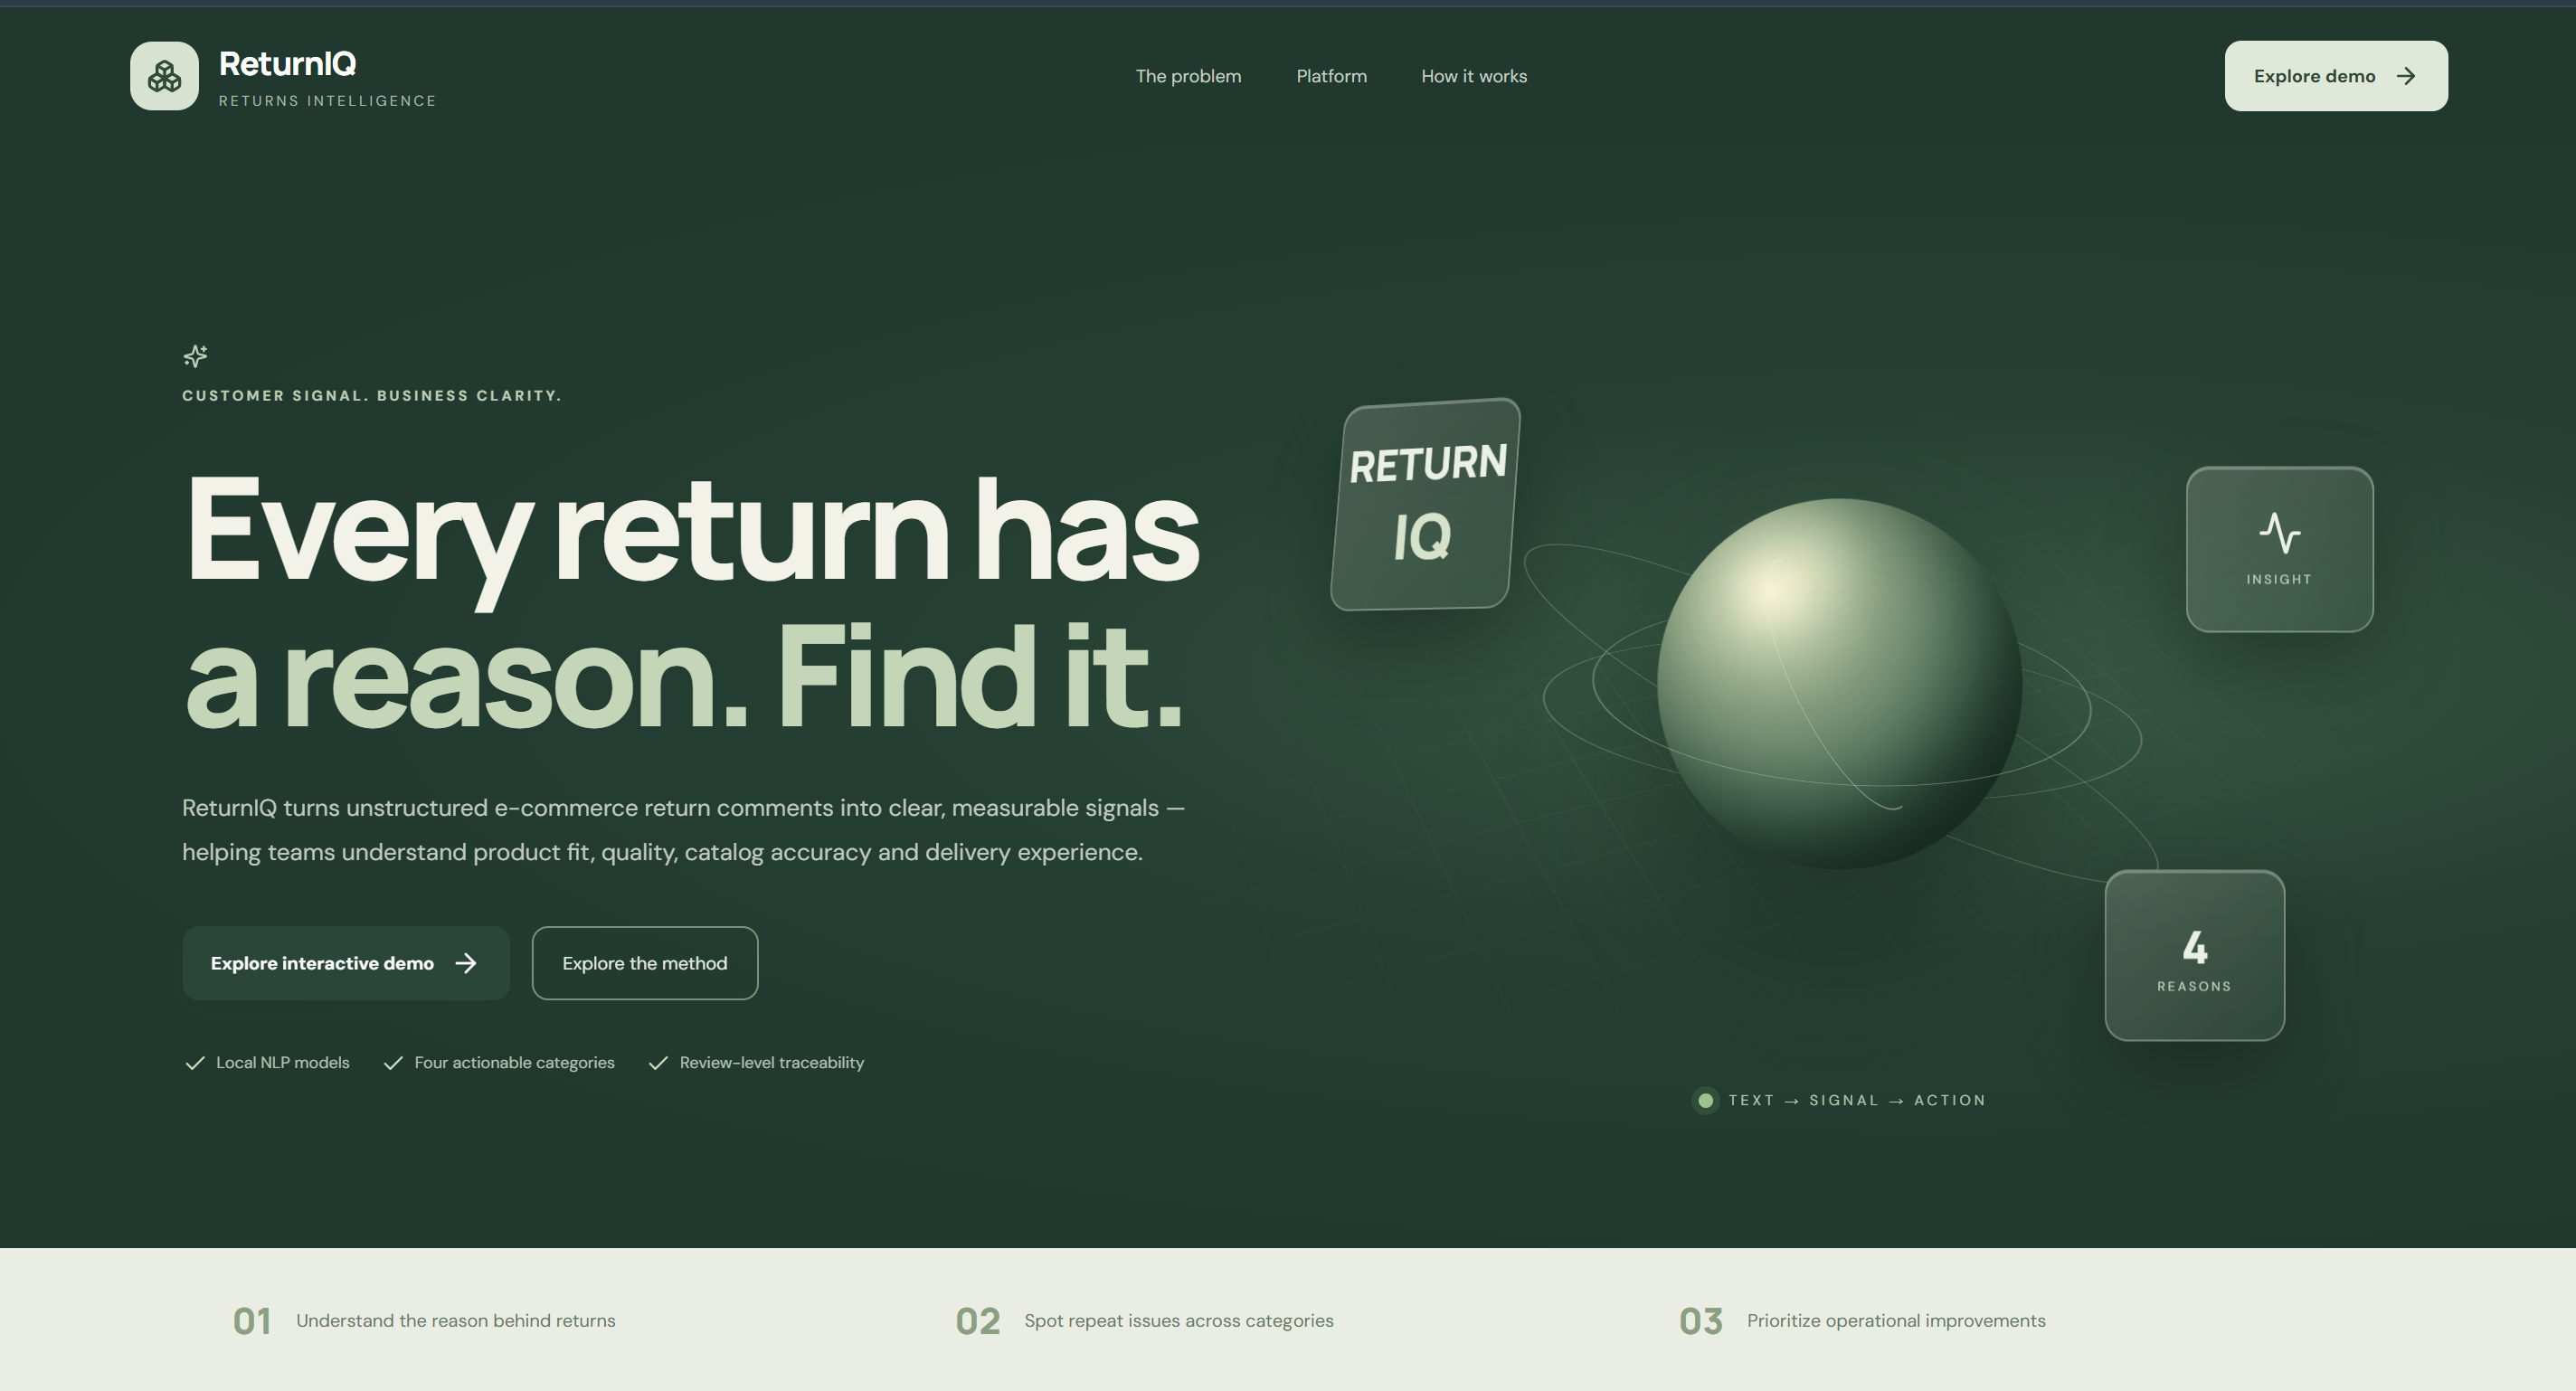 ReturnIQ
RETURNS INTELLIGENCE
The problem
Platform
How it works
Explore demo →
CUSTOMER SIGNAL. BUSINESS CLARITY.
Every return has
a reason. Find it.
ReturnIQ turns unstructured e-commerce return comments into clear, measurable signals —
helping teams understand product fit, quality, catalog accuracy and delivery experience.
Explore interactive demo →
Explore the method
Local NLP models
Four actionable categories
Review-level traceability
RETURN
IQ
INSIGHT
4
REASONS
TEXT → SIGNAL → ACTION
01 Understand the reason behind returns
02 Spot repeat issues across categories
03 Prioritize operational improvements